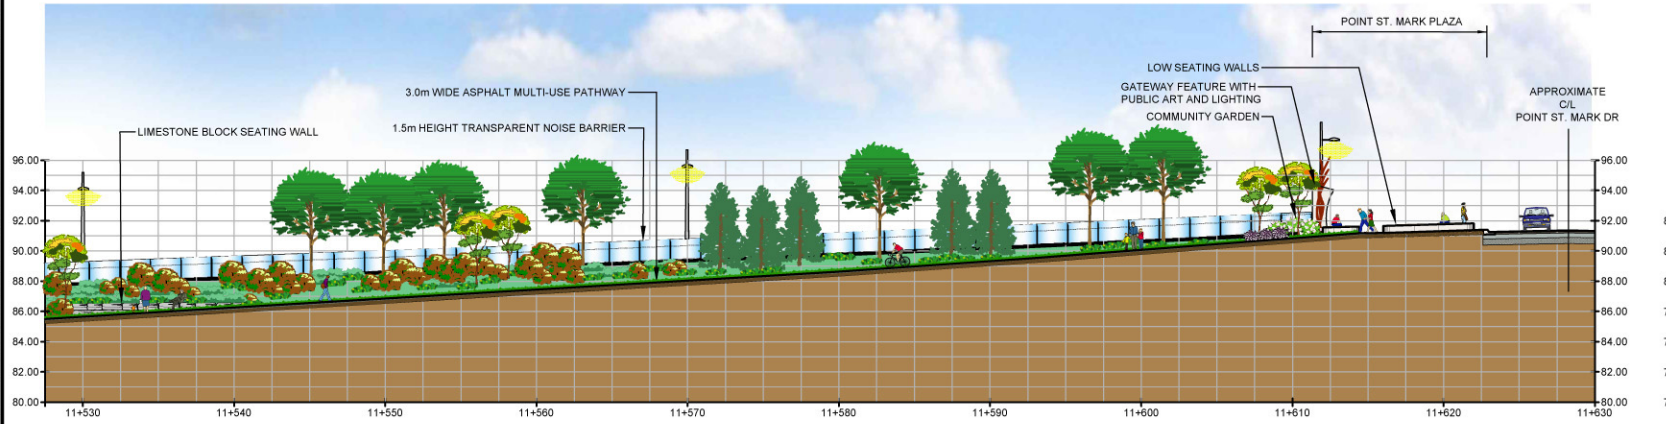 POINT ST. MARK PLAZA
LOW SEATING WALLS
GATEWAY FEATURE WITH
PUBLIC ART AND LIGHTING
COMMUNITY GARDEN
APPROXIMATE
C/L
POINT ST. MARK DR
3.0m WIDE ASPHALT MULTI-USE PATHWAY
1.5m HEIGHT TRANSPARENT NOISE BARRIER
LIMESTONE BLOCK SEATING WALL
96.00
94.00
92.00
90.00
88.00
86.00
84.00
82.00
80.00
96.00
94.00
92.00
90.00
88.00
86.00
84.00
82.00
80.00
11+530 11+540 11+550 11+560 11+570 11+580 11+590 11+600 11+610 11+620 11+630